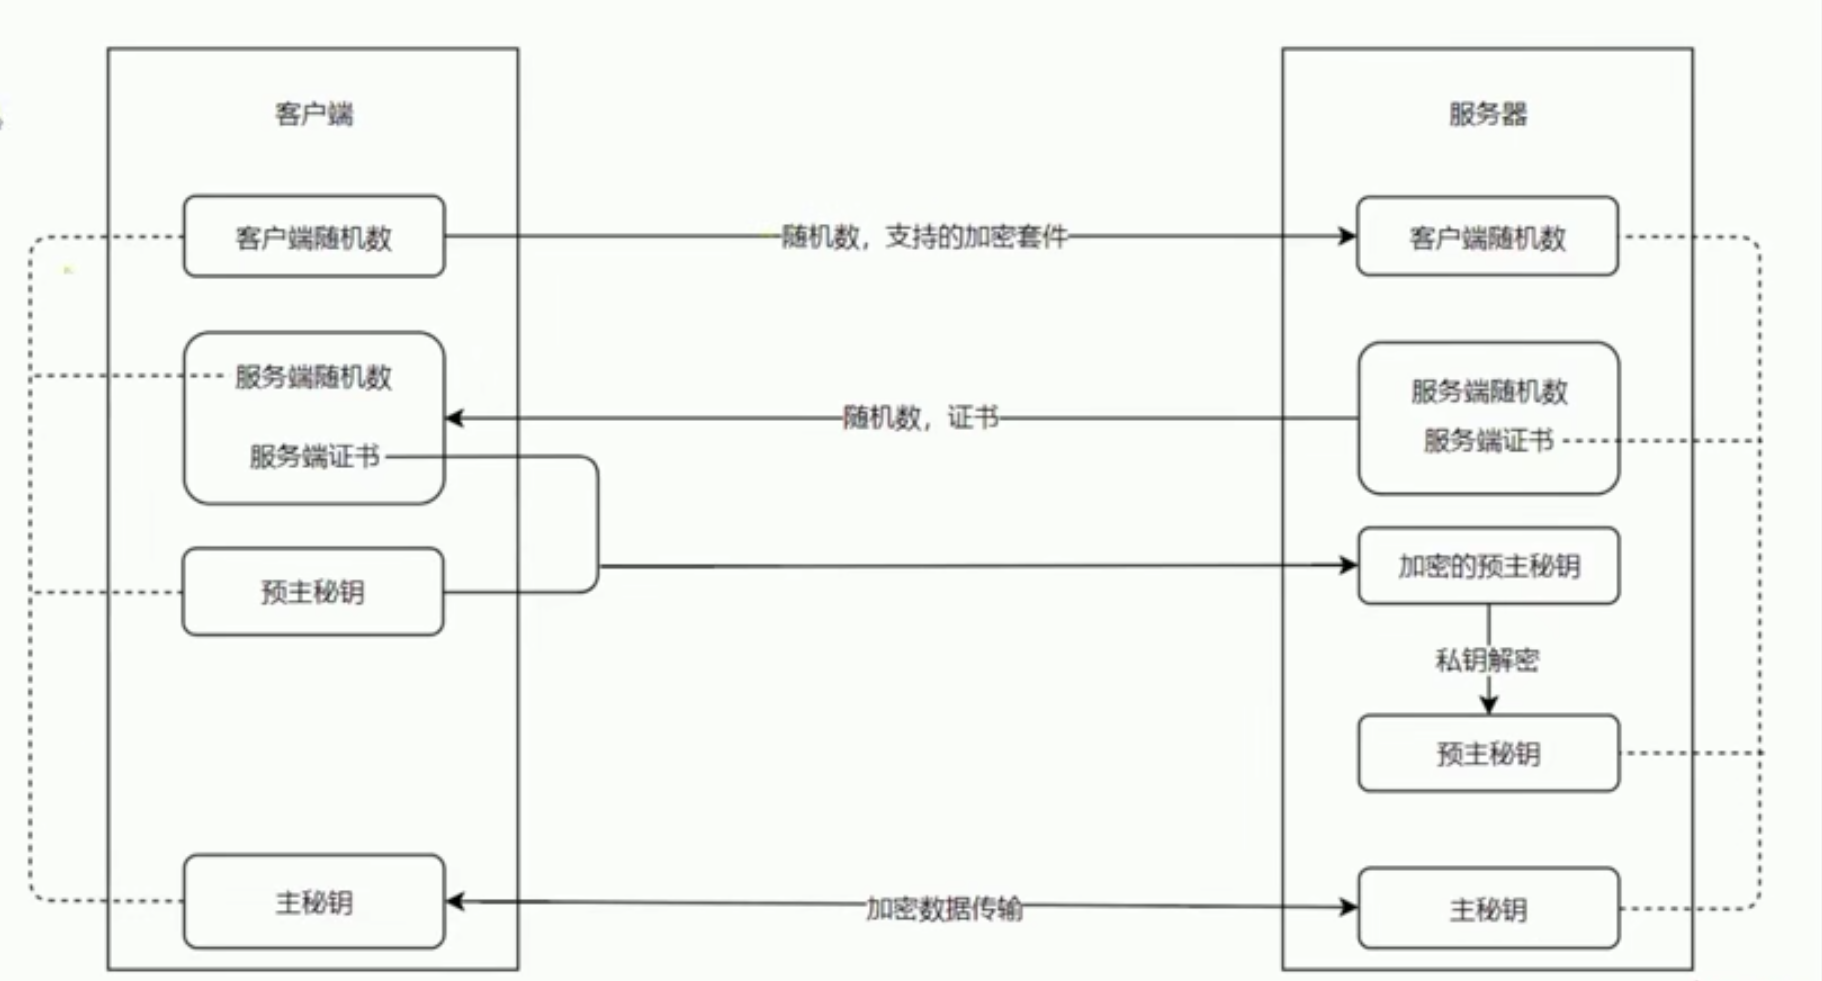 客户端
服务器
客户端随机数
随机数，支持的加密套件
客户端随机数
服务端随机数
服务端证书
随机数，证书
服务端随机数
服务端证书
预主秘钥
加密的预主秘钥
私钥解密
预主秘钥
主秘钥
加密数据传输
主秘钥